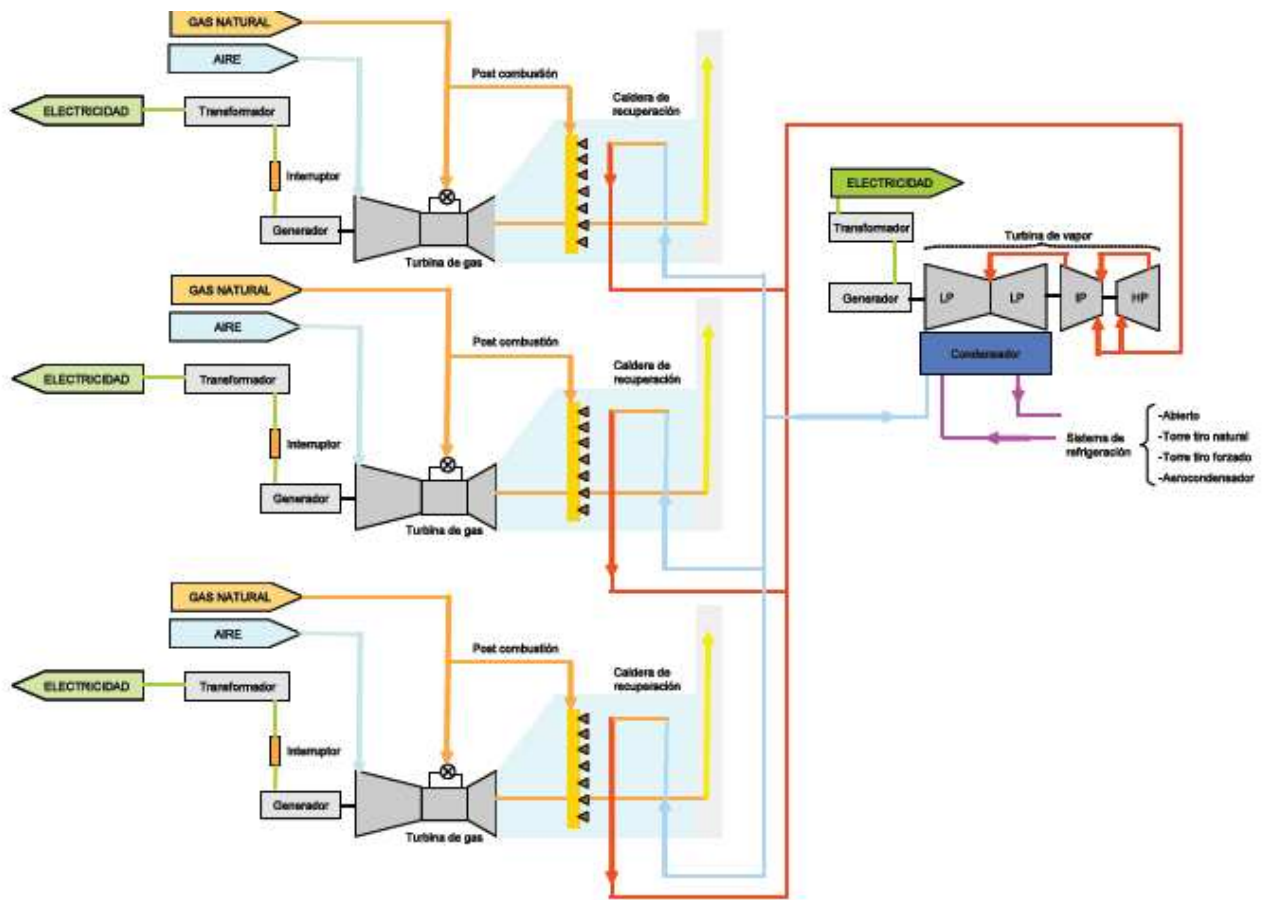 GAS NATURAL
AIRE
Post combustión
Caldera de
recuperación
ELECTRICIDAD
Transformador
Interruptor
Generador
Turbina de gas
GAS NATURAL
AIRE
Post combustión
Caldera de
recuperación
ELECTRICIDAD
Transformador
Interruptor
Generador
Turbina de gas
GAS NATURAL
AIRE
Post combustión
Caldera de
recuperación
ELECTRICIDAD
Transformador
Interruptor
Generador
Turbina de gas
ELECTRICIDAD
Transformador
Turbina de vapor
Generador
LP
LP
IP
HP
Condensador
Sistema de
refrigeración
-Abierto
-Torre tiro natural
-Torre tiro forzado
-Aerocondensador